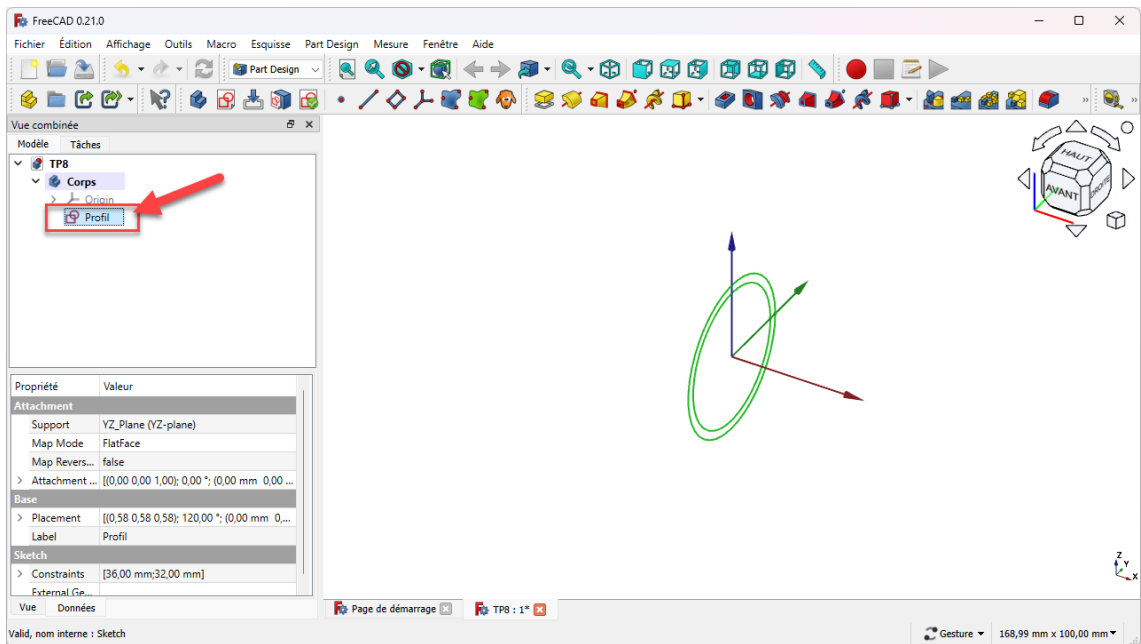 FreeCAD 0.21.0
Fichier Édition Affichage Outils Macro Esquisse Part Design Mesure Fenêtre Aide
Part Design
Vue combinée
Modèle Tâches
TP8
Corps
Origin
Profil
HAUT
AVANT
DROITE
Propriété Valeur
Attachment
Support YZ_Plane (YZ-plane)
Map Mode FlatFace
Map Revers... false
Attachment ... [(0,00 0,00 1,00); 0,00 °; (0,00 mm 0,00 ...
Base
Placement [(0,58 0,58 0,58); 120,00 °; (0,00 mm 0,...
Label Profil
Sketch
Constraints [36,00 mm;32,00 mm]
External Ge...
Vue Données
Page de démarrage TP8 : 1*
Z
Y
X
Valid, nom interne : Sketch
Gesture 168,99 mm x 100,00 mm